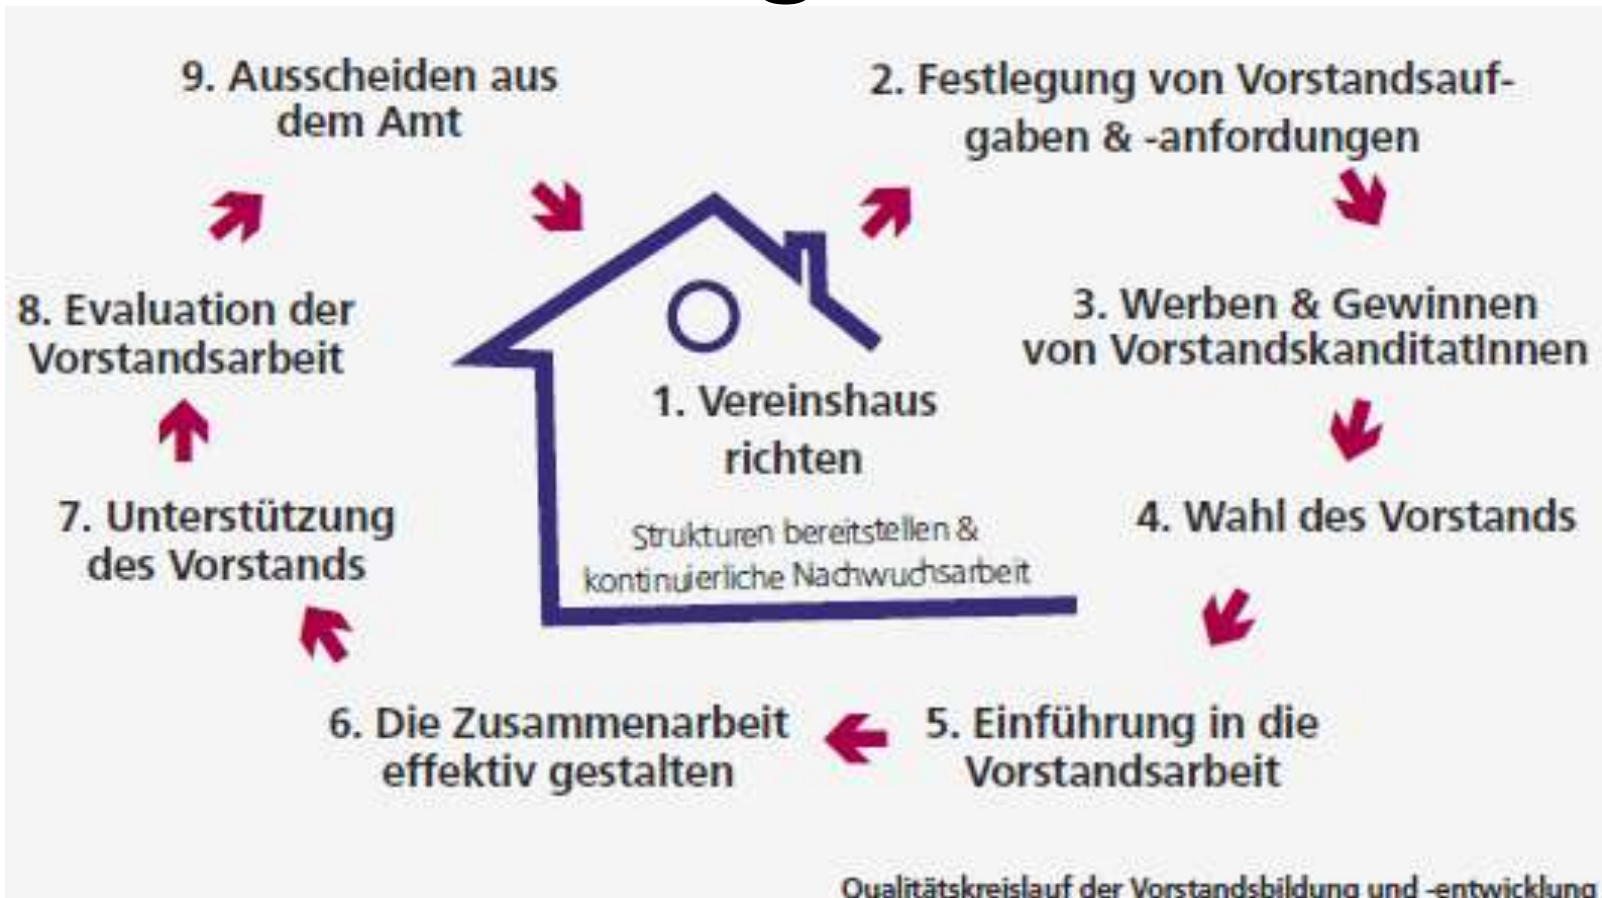 9. Ausscheiden aus
dem Amt
2. Festlegung von Vorstandsauf-
gaben & -anfordungen
8. Evaluation der
Vorstandsarbeit
3. Werben & Gewinnen
von VorstandskanditatInnen
1. Vereinshaus
richten
Strukturen bereitstellen &
kontinuierliche Nachwuchsarbeit
7. Unterstützung
des Vorstands
4. Wahl des Vorstands
6. Die Zusammenarbeit
effektiv gestalten
5. Einführung in die
Vorstandsarbeit
Qualitätskreislauf der Vorstandsbildung und -entwicklung